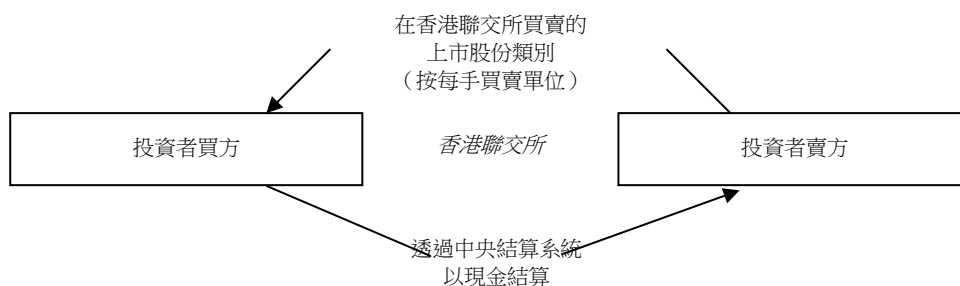 在香港聯交所買賣的
上市股份類別
（按每手買賣單位）
投資者買方
香港聯交所
投資者賣方
透過中央結算系統
以現金結算